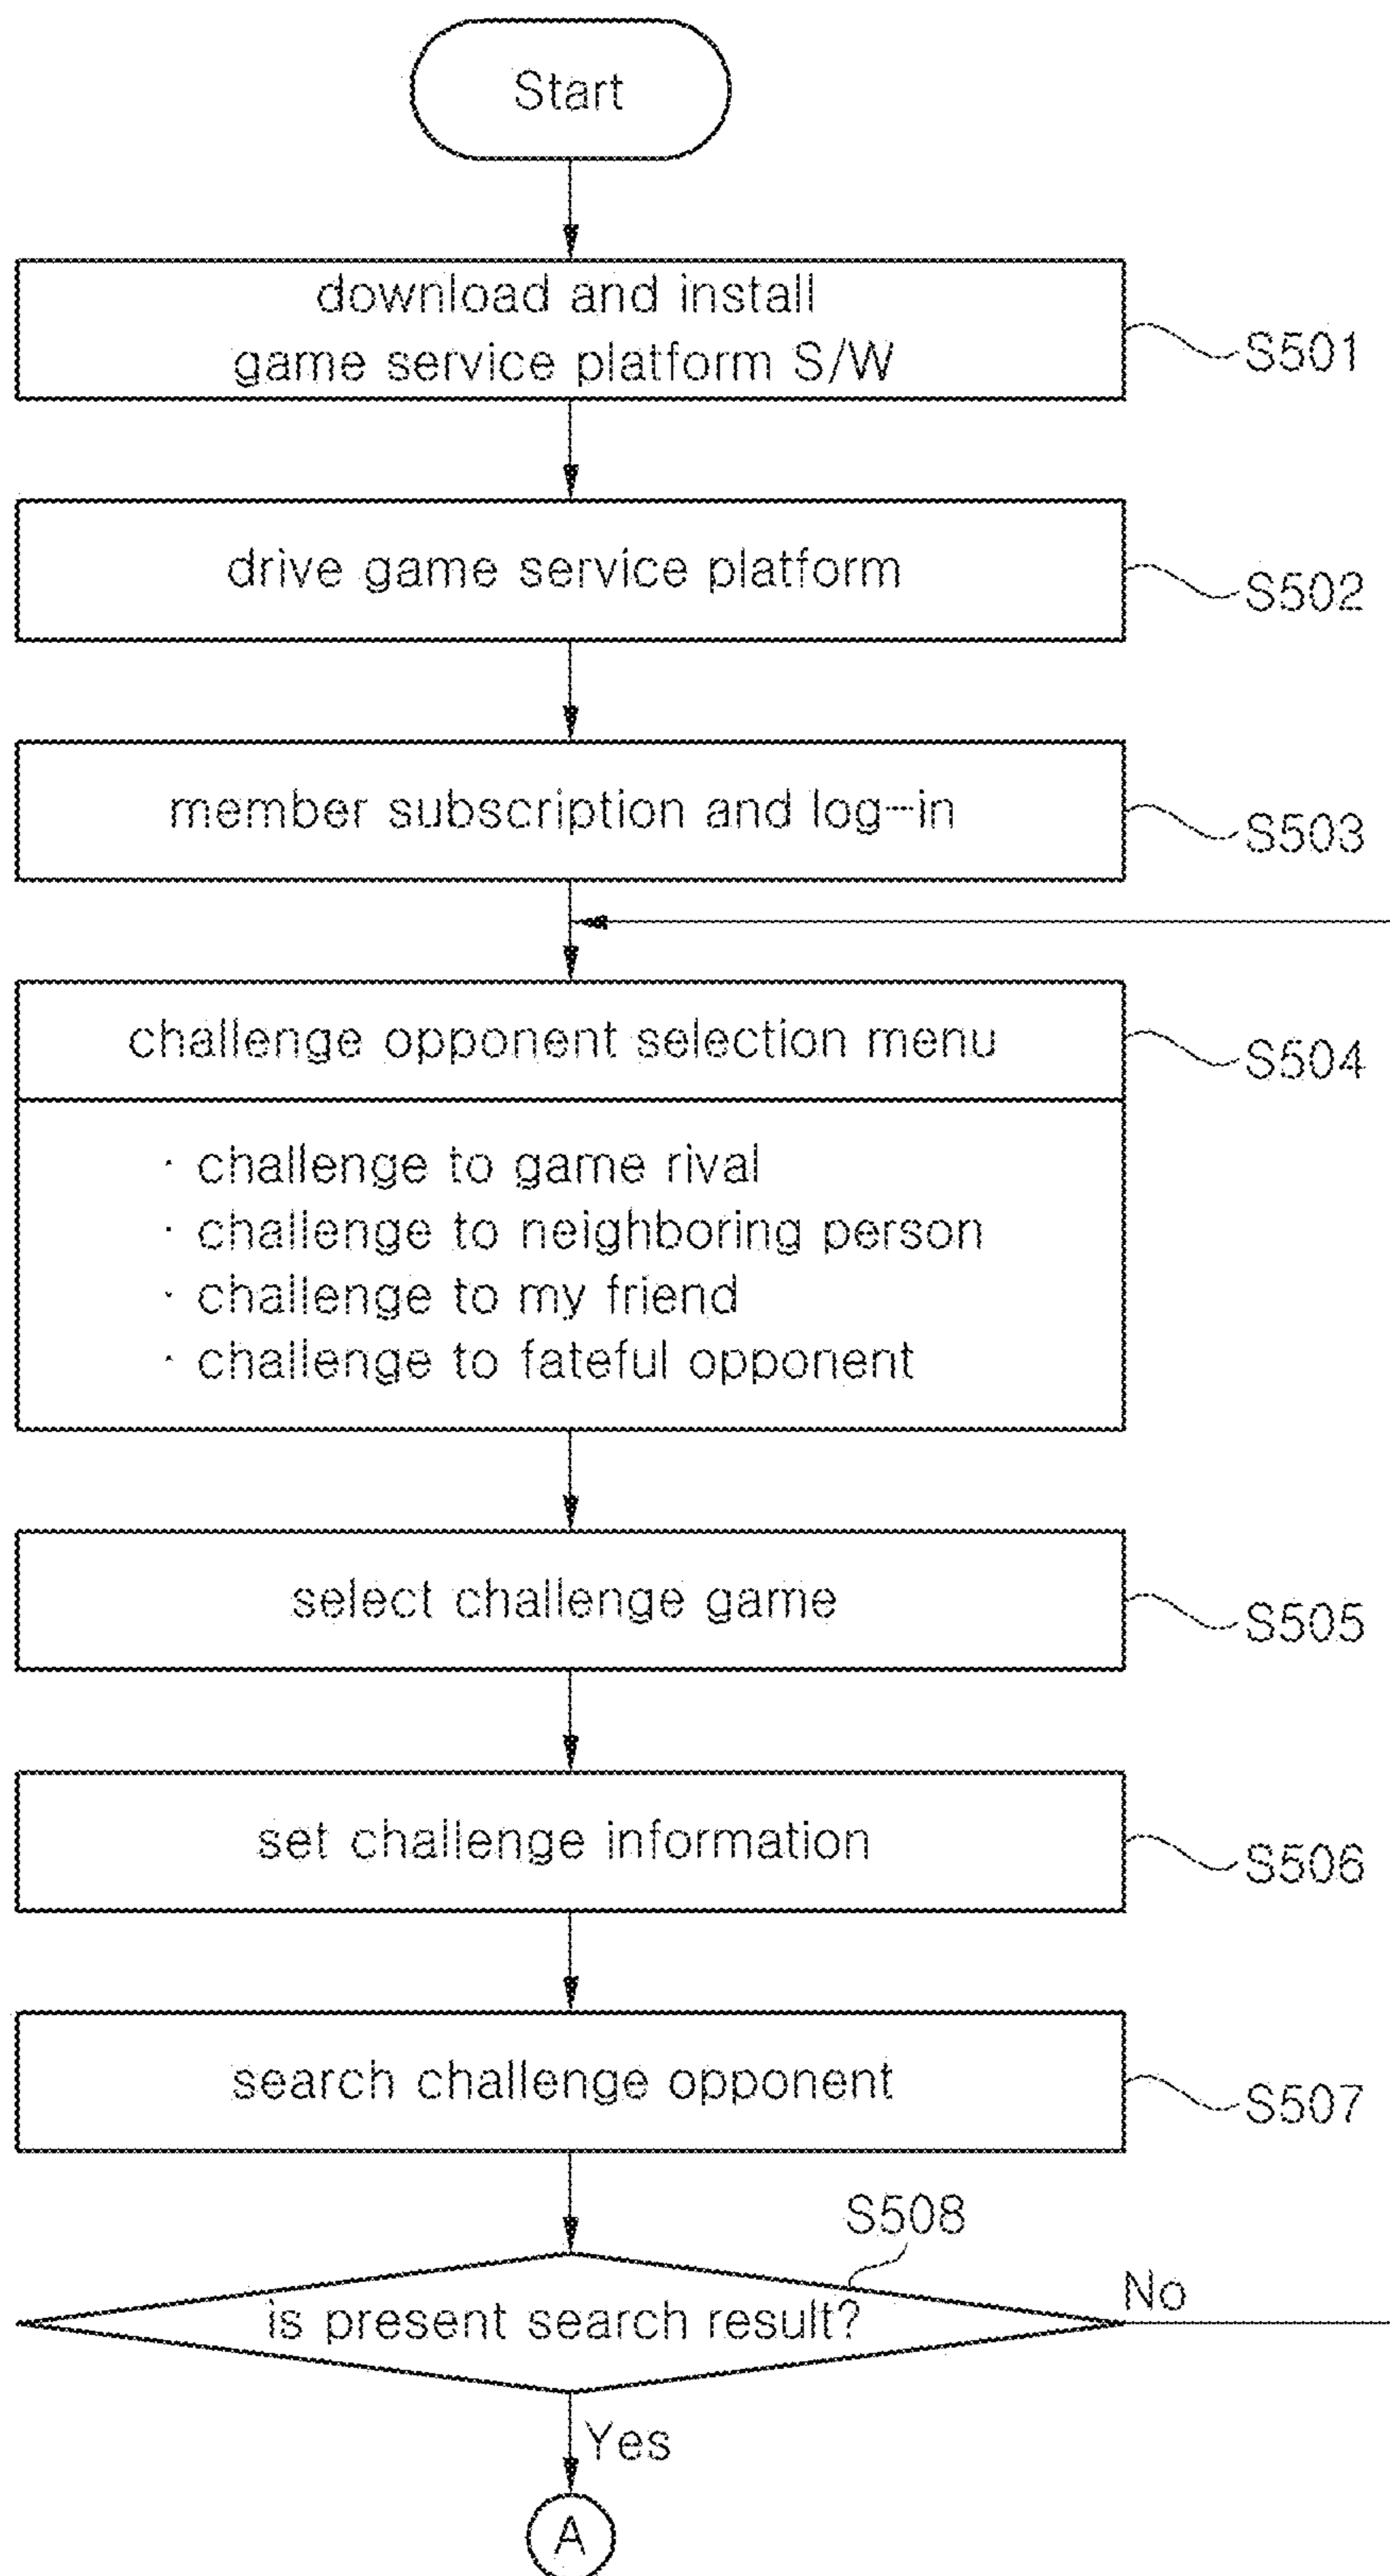 Start
download and install
game service platform S/W
S501
drive game service platform
S502
member subscription and log-in
S503
challenge opponent selection menu
S504
· challenge to game rival
· challenge to neighboring person
· challenge to my friend
· challenge to fateful opponent
select challenge game
S505
set challenge information
S506
search challenge opponent
S507
S508
is present search result?
No
Yes
A